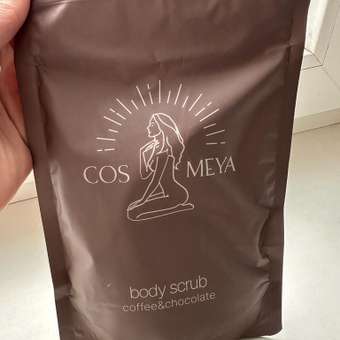 COS MEYA
body scrub
coffee&chocolate